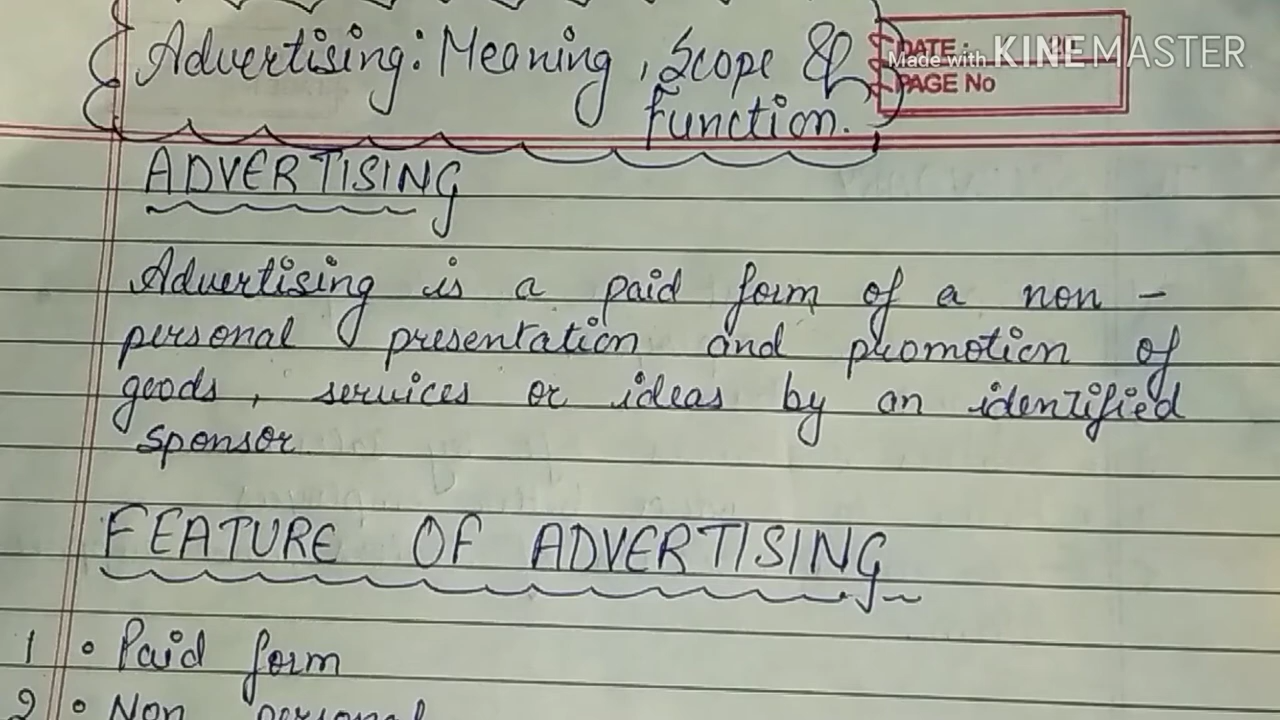 Advertising: Meaning, Scope &
function.
DATE:
Made with KINEMASTER
PAGE No
ADVERTISING
Advertising is a paid form of a non -
personal presentation and promotion of
goods, services or ideas by an identified
sponsor
FEATURE OF ADVERTISING
1 • Paid form
2 • Non personal